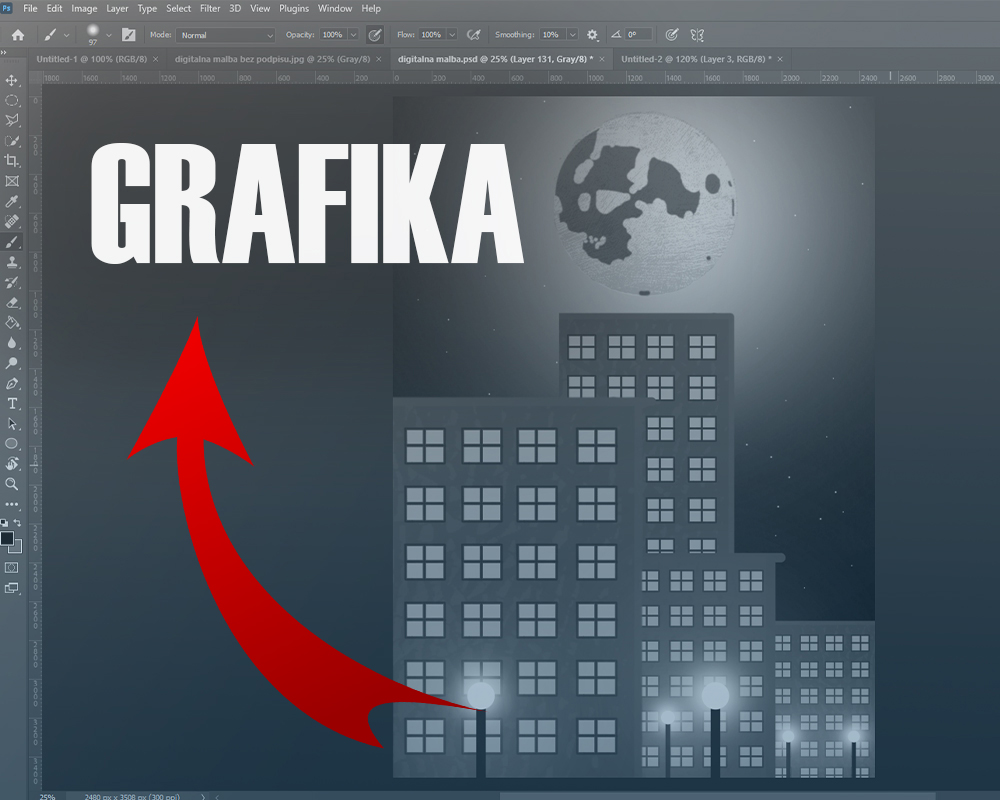 Ps File Edit Image Layer Type Select Filter 3D View Plugins Window Help
97 Mode: Normal Opacity: 100% Flow: 100% Smoothing: 10% 0°
Untitled-1 @ 100% (RGB/8) × digitalna malba bez podpisu.jpg @ 25% (Gray/8) × digitalna malba.psd @ 25% (Layer 131, Gray/8) * × Untitled-2 @ 120% (Layer 3, RGB/8) * ×
1800 1600 1400 1200 1000 800 600 400 200 0 200 400 600 800 1000 1200 1400 1600 1800 2000 2200 2400 2600 2800 3000
GRAFIKA
T
25% 2480 px x 3508 px (300 ppi)